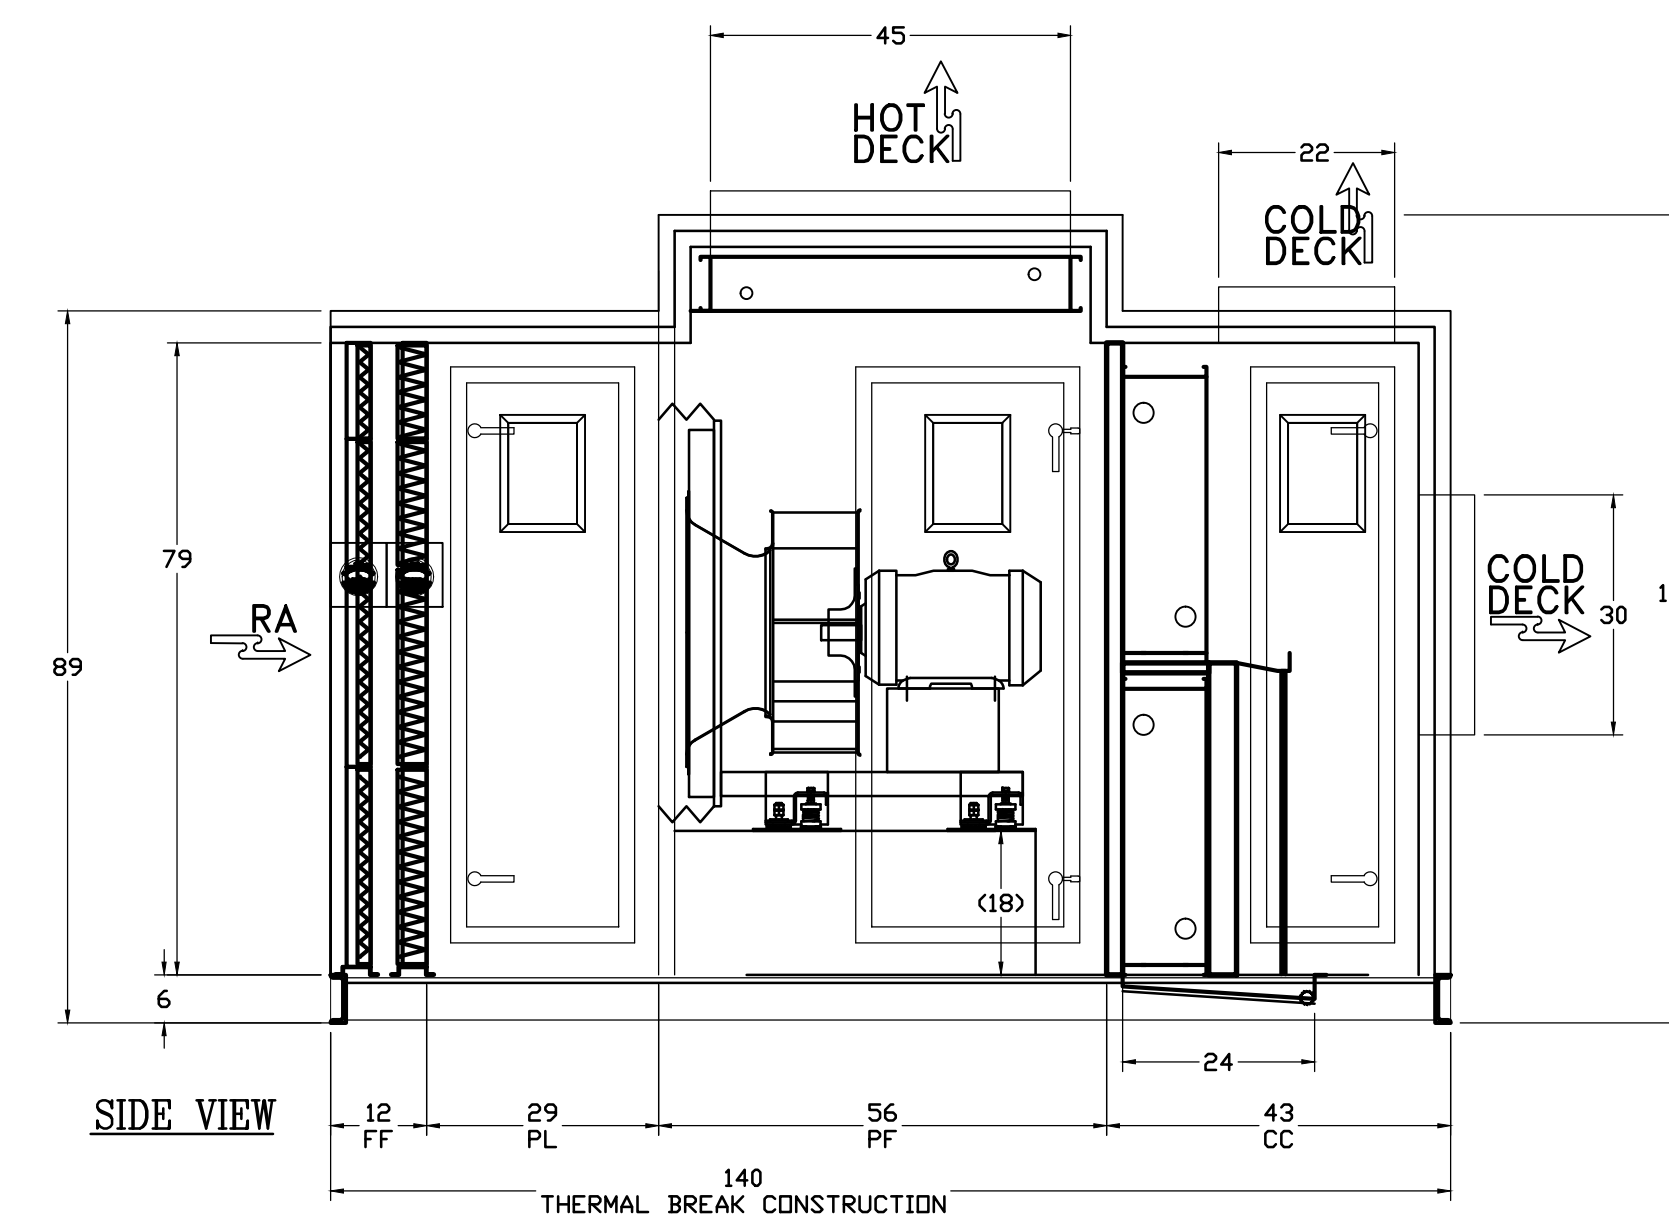 45
HOT
DECK
22
COLD
DECK
79
RA
89
COLD
DECK
30
1
(18)
6
24
SIDE VIEW
12
FF
29
PL
56
PF
43
CC
140
THERMAL BREAK CONSTRUCTION